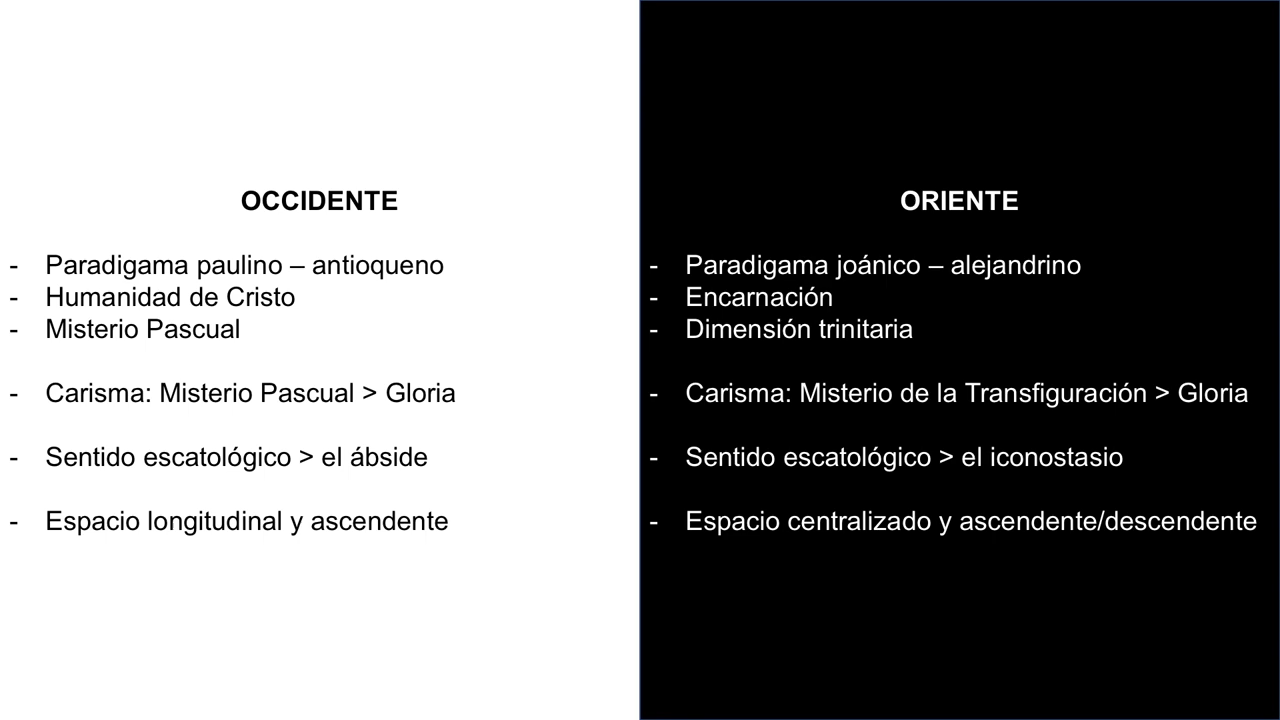 OCCIDENTE
- Paradigama paulino – antioqueno
- Humanidad de Cristo
- Misterio Pascual
- Carisma: Misterio Pascual > Gloria
- Sentido escatológico > el ábside
- Espacio longitudinal y ascendente
ORIENTE
- Paradigama joánico – alejandrino
- Encarnación
- Dimensión trinitaria
- Carisma: Misterio de la Transfiguración > Gloria
- Sentido escatológico > el iconostasio
- Espacio centralizado y ascendente/descendente